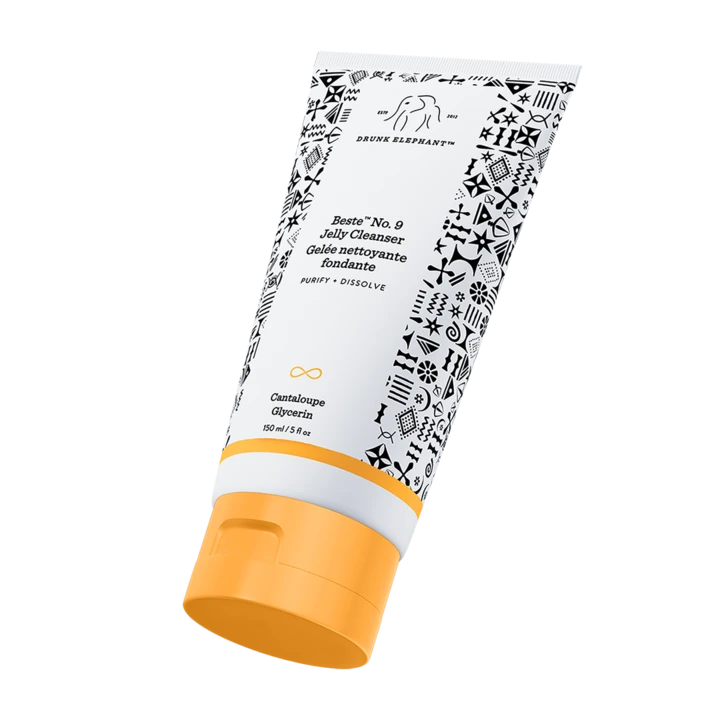 ESTD 2012
DRUNK ELEPHANT™
Beste™ No. 9
Jelly Cleanser
Gelée nettoyante
fondante
PURIFY + DISSOLVE
Cantaloupe
Glycerin
150 ml / 5 fl oz